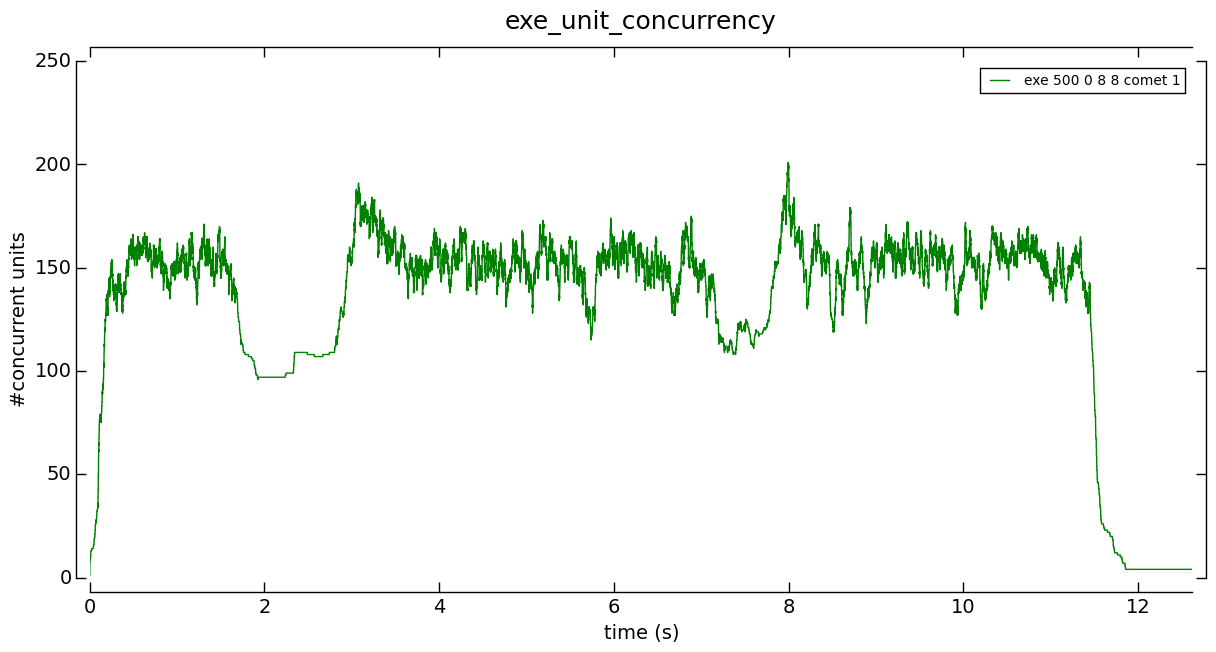 exe_unit_concurrency
exe 500 0 8 8 comet 1
250
200
150
100
50
0
#concurrent units
0 2 4 6 8 10 12
time (s)